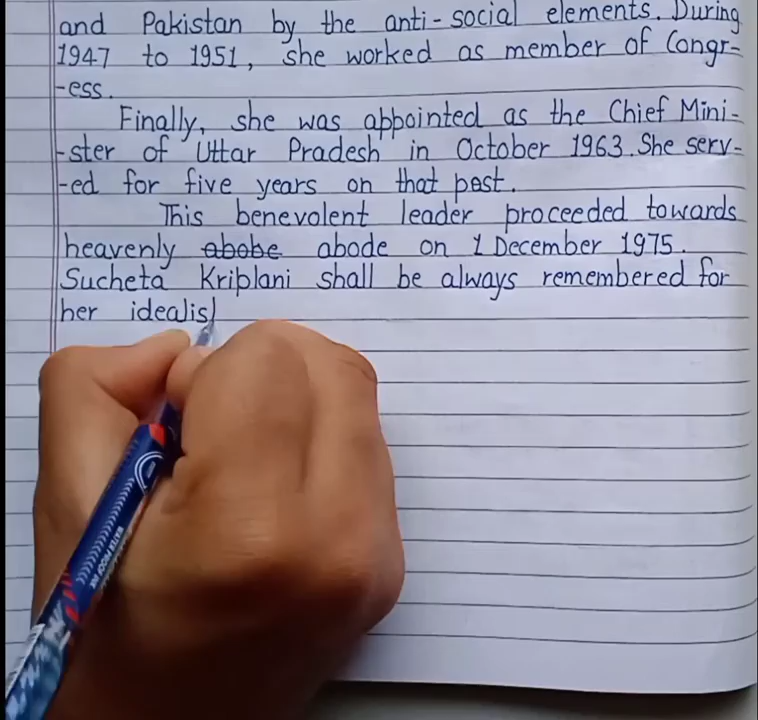 and Pakistan by the anti-social elements. During
1947 to 1951, she worked as member of Congr-
-ess.
Finally, she was appointed as the Chief Mini-
-ster of Uttar Pradesh in October 1963. She serv-
-ed for five years on that post.
This benevolent leader proceeded towards
heavenly abobe abode on 1 December 1975.
Sucheta Kriplani shall be always remembered for
her idealis
WATER PROOF INK